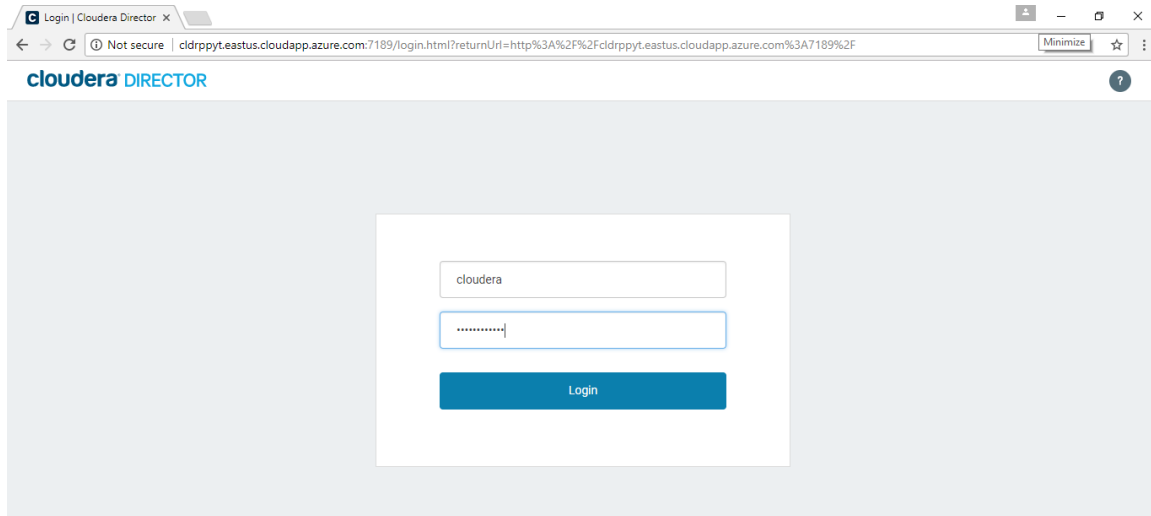 Login | Cloudera Director
Not secure | cldrppyt.eastus.cloudapp.azure.com:7189/login.html?returnUrl=http%3A%2F%2Fcldrppyt.eastus.cloudapp.azure.com%3A7189%2F
Minimize
cloudera DIRECTOR
?
cloudera
••••••••••••
Login